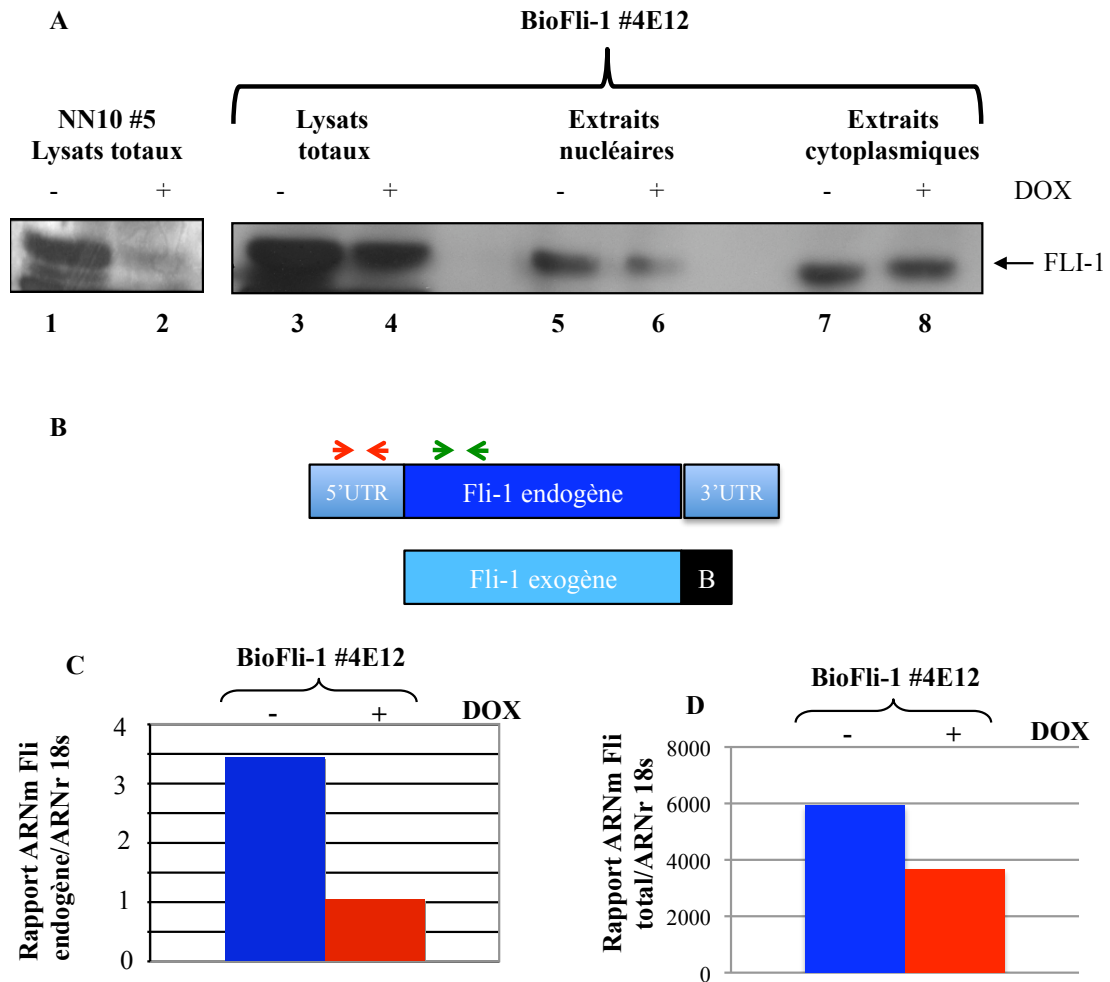 A
BioFli-1 #4E12
NN10 #5
Lysats totaux
Lysats
totaux
Extraits
nucléaires
Extraits
cytoplasmiques
- + - + - + - + DOX
FLI-1
1 2 3 4 5 6 7 8
B
5’UTR Fli-1 endogène 3’UTR
Fli-1 exogène B
C
BioFli-1 #4E12
- + DOX
Rapport ARNm Fli
endogène/ARNr 18s
4
3
2
1
0
D
BioFli-1 #4E12
- + DOX
Rapport ARNm Fli
total/ARNr 18s
8000
6000
4000
2000
0